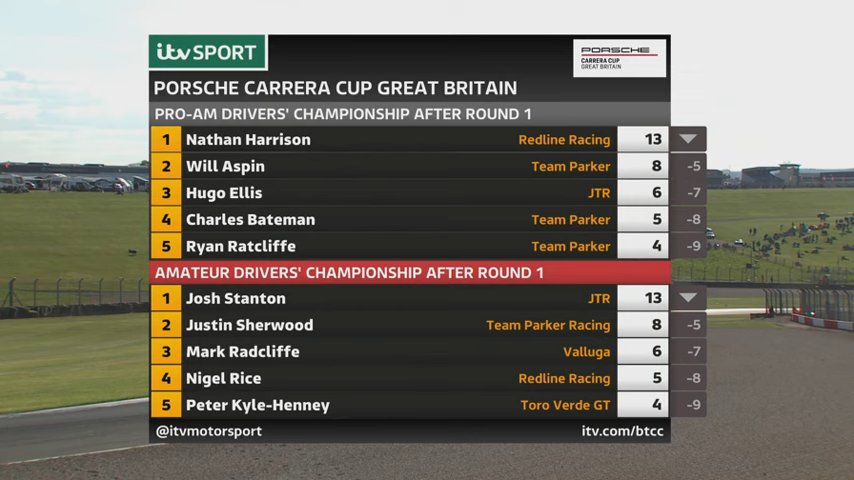 itv SPORT
PORSCHE
CARRERA CUP
GREAT BRITAIN
PORSCHE CARRERA CUP GREAT BRITAIN
PRO-AM DRIVERS' CHAMPIONSHIP AFTER ROUND 1
1 Nathan Harrison Redline Racing 13
2 Will Aspin Team Parker 8 -5
3 Hugo Ellis JTR 6 -7
4 Charles Bateman Team Parker 5 -8
5 Ryan Ratcliffe Team Parker 4 -9
AMATEUR DRIVERS' CHAMPIONSHIP AFTER ROUND 1
1 Josh Stanton JTR 13
2 Justin Sherwood Team Parker Racing 8 -5
3 Mark Radcliffe Valluga 6 -7
4 Nigel Rice Redline Racing 5 -8
5 Peter Kyle-Henney Toro Verde GT 4 -9
@itvmotorsport itv.com/btcc